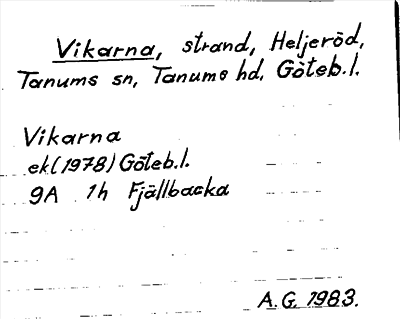 Vikarna, strand, Heljeröd,
Tanums sn, Tanums hd, Göteb.l.
Vikarna
ek(1978) Göteb.l.
9A 1h Fjällbacka
A.G. 1983.